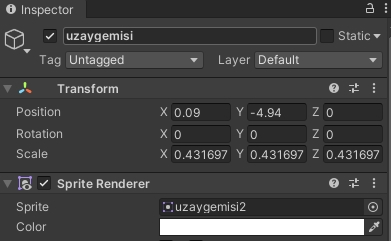 Inspector
uzaygemisi Static
Tag Untagged Layer Default
Transform
Position X 0.09 Y -4.94 Z 0
Rotation X 0 Y 0 Z 0
Scale X 0.431697 Y 0.431697 Z 0.431697
Sprite Renderer
Sprite uzaygemisi2
Color